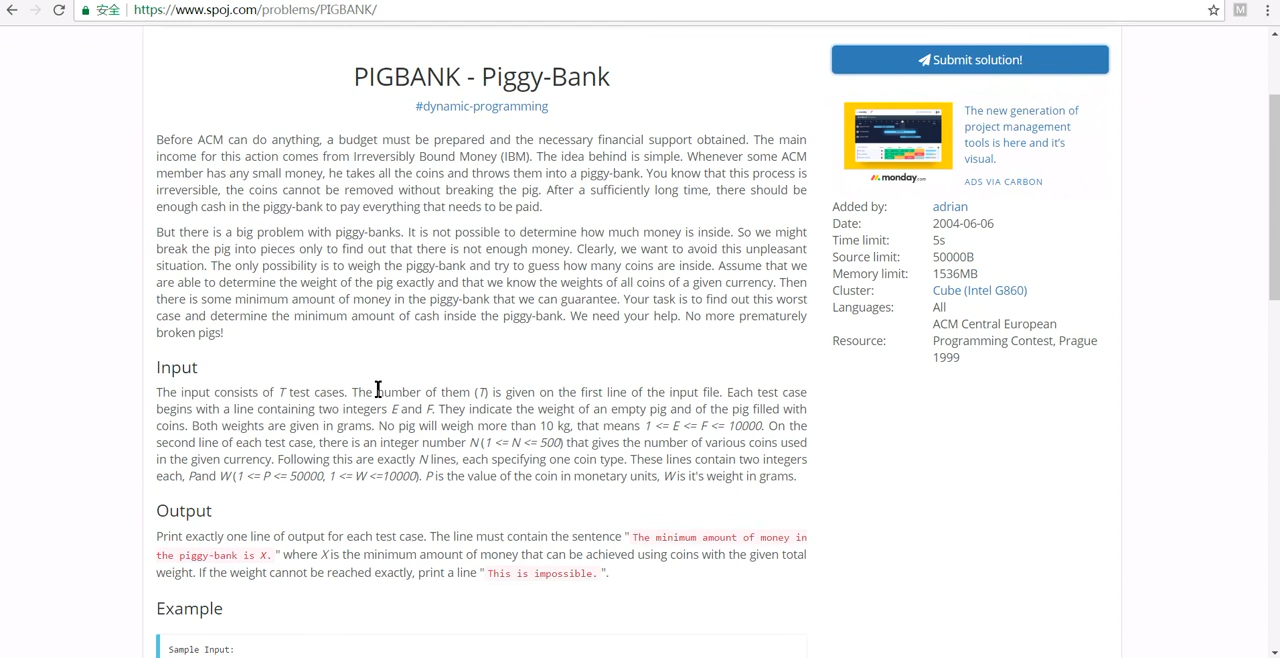 安全 https://www.spoj.com/problems/PIGBANK/
M
Submit solution!
PIGBANK - Piggy-Bank
#dynamic-programming
Before ACM can do anything, a budget must be prepared and the necessary financial support obtained. The main
income for this action comes from Irreversibly Bound Money (IBM). The idea behind is simple. Whenever some ACM
member has any small money, he takes all the coins and throws them into a piggy-bank. You know that this process is
irreversible, the coins cannot be removed without breaking the pig. After a sufficiently long time, there should be
enough cash in the piggy-bank to pay everything that needs to be paid.
But there is a big problem with piggy-banks. It is not possible to determine how much money is inside. So we might
break the pig into pieces only to find out that there is not enough money. Clearly, we want to avoid this unpleasant
situation. The only possibility is to weigh the piggy-bank and try to guess how many coins are inside. Assume that we
are able to determine the weight of the pig exactly and that we know the weights of all coins of a given currency. Then
there is some minimum amount of money in the piggy-bank that we can guarantee. Your task is to find out this worst
case and determine the minimum amount of cash inside the piggy-bank. We need your help. No more prematurely
broken pigs!
Input
The input consists of T test cases. The number of them (T) is given on the first line of the input file. Each test case
begins with a line containing two integers E and F. They indicate the weight of an empty pig and of the pig filled with
coins. Both weights are given in grams. No pig will weigh more than 10 kg, that means 1 <= E <= F <= 10000. On the
second line of each test case, there is an integer number N (1 <= N <= 500) that gives the number of various coins used
in the given currency. Following this are exactly N lines, each specifying one coin type. These lines contain two integers
each, Pand W (1 <= P <= 50000, 1 <= W <=10000). P is the value of the coin in monetary units, W is it's weight in grams.
Output
Print exactly one line of output for each test case. The line must contain the sentence " The minimum amount of money in
the piggy-bank is X. " where X is the minimum amount of money that can be achieved using coins with the given total
weight. If the weight cannot be reached exactly, print a line " This is impossible. ".
Example
Sample Input:
The new generation of
project management
tools is here and it's
visual.
monday.com
ADS VIA CARBON
Added by: adrian
Date: 2004-06-06
Time limit: 5s
Source limit: 50000B
Memory limit: 1536MB
Cluster: Cube (Intel G860)
Languages: All
Resource: ACM Central European
Programming Contest, Prague
1999